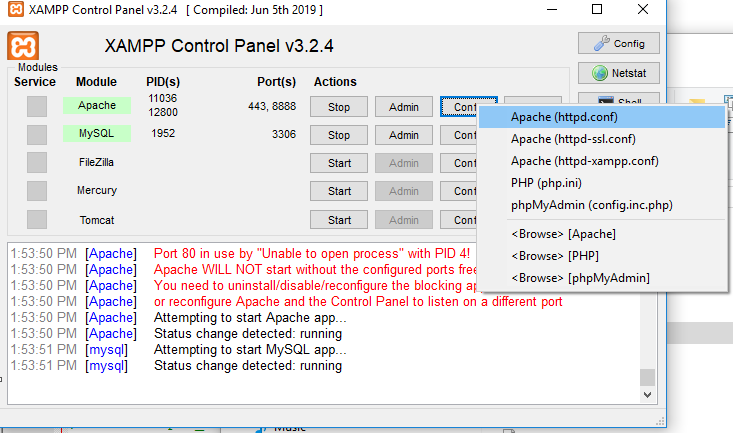 XAMPP Control Panel v3.2.4 [ Compiled: Jun 5th 2019 ]
XAMPP Control Panel v3.2.4
Config
Modules
Service Module PID(s) Port(s) Actions
Netstat
Apache 11036 12800 443, 8888 Stop Admin Conf
Shell
MySQL 1952 3306 Stop Admin
FileZilla Start Admin
Mercury Start Admin
Tomcat Start Admin
Apache (httpd.conf)
Apache (httpd-ssl.conf)
Apache (httpd-xampp.conf)
PHP (php.ini)
phpMyAdmin (config.inc.php)
<Browse> [Apache]
<Browse> [PHP]
<Browse> [phpMyAdmin]
1:53:50 PM [Apache] Port 80 in use by "Unable to open process" with PID 4!
1:53:50 PM [Apache] Apache WILL NOT start without the configured ports free
1:53:50 PM [Apache] You need to uninstall/disable/reconfigure the blocking
1:53:50 PM [Apache] or reconfigure Apache and the Control Panel to listen on a different port
1:53:50 PM [Apache] Attempting to start Apache app...
1:53:50 PM [Apache] Status change detected: running
1:53:51 PM [mysql] Attempting to start MySQL app...
1:53:51 PM [mysql] Status change detected: running
Music